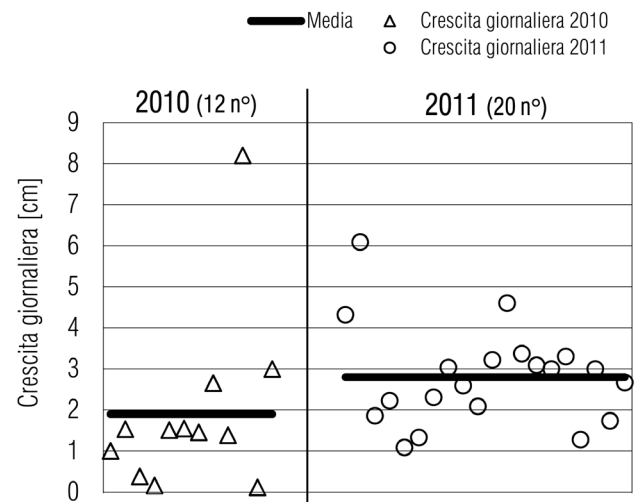 Media
Crescita giornaliera 2010
Crescita giornaliera 2011
2010 (12 n°)
2011 (20 n°)
Crescita giornaliera [cm]
9
8
7
6
5
4
3
2
1
0